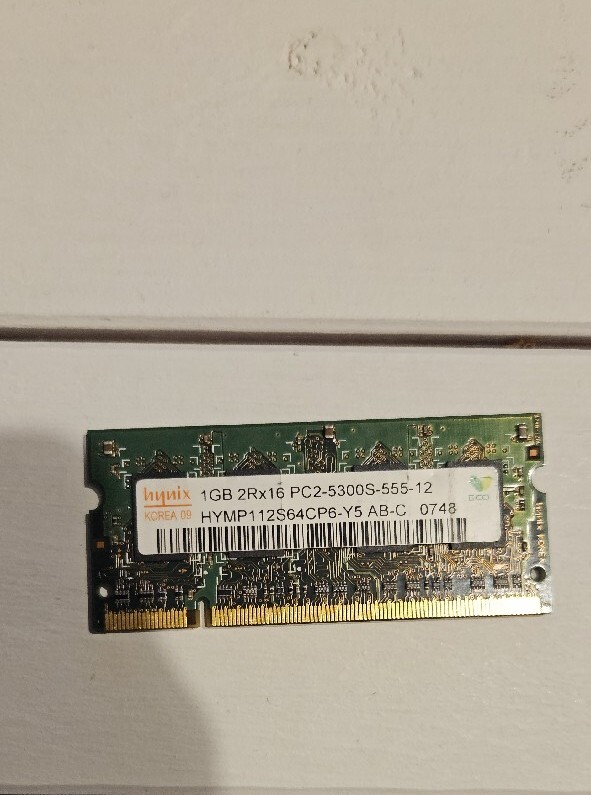 hynix 1GB 2Rx16 PC2-5300S-555-12
KOREA 09 HYMP112S64CP6-Y5 AB-C 0748